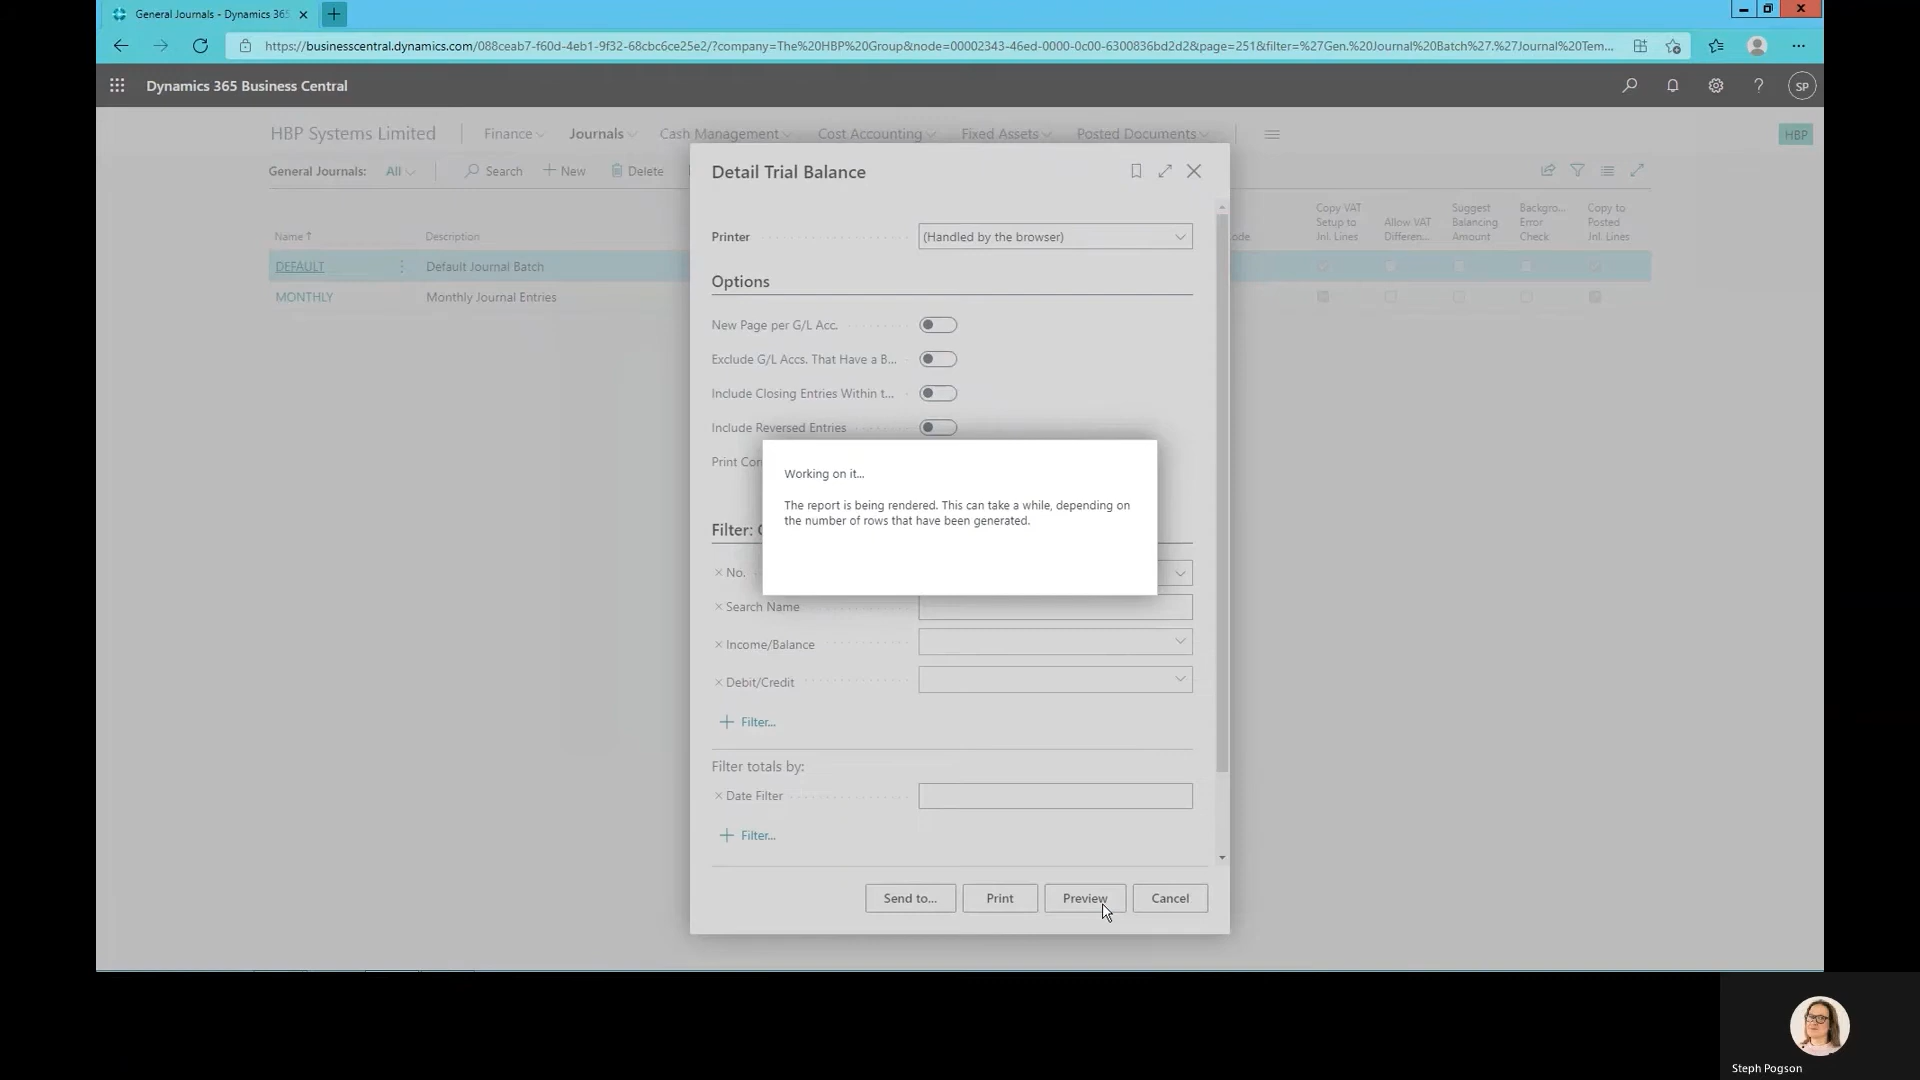 General Journals - Dynamics 365
https://businesscentral.dynamics.com/088ceab7-f60d-4eb1-9f32-68cbc6ce25e2/?company=The%20HBP%20Group&node=00002343-46ed-0000-0c00-6300836bd2d2&page=251&filter=%27Gen.%20Journal%20Batch%27.%27Journal%20Tem...
Dynamics 365 Business Central
SP
HBP Systems Limited
Finance
Journals
Cash Management
Cost Accounting
Fixed Assets
Posted Documents
HBP
General Journals:
All
Search
New
Delete
Name ↑
Description
Copy VAT
Setup to
Jnl. Lines
Allow VAT
Differen...
Suggest
Balancing
Amount
Backgro...
Error
Check
Copy to
Posted
Jnl. Lines
DEFAULT
Default Journal Batch
MONTHLY
Monthly Journal Entries
Detail Trial Balance
Printer
(Handled by the browser)
Options
New Page per G/L Acc.
Exclude G/L Accs. That Have a B...
Include Closing Entries Within t...
Include Reversed Entries
Print Cor
Working on it...
The report is being rendered. This can take a while, depending on
the number of rows that have been generated.
Filter:
× No.
× Search Name
× Income/Balance
× Debit/Credit
+ Filter...
Filter totals by:
× Date Filter
+ Filter...
Send to...
Print
Preview
Cancel
Steph Pogson